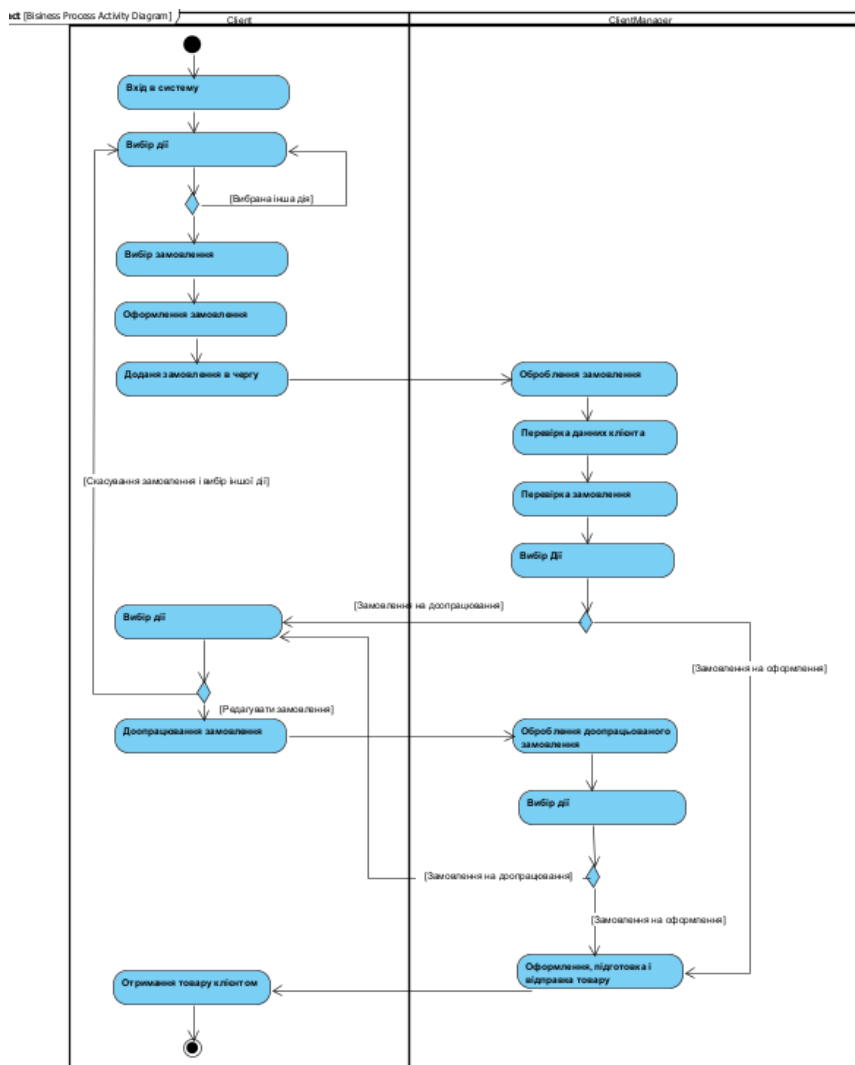 [Bisiness Process Activity Diagram]
Client
ClientManager
Вхід в систему
Вибір дії
[Вибрана інша дія]
Вибір замовлення
Оформлення замовлення
Доданя замовлення в чергу
Оброблення замовлення
Перевірка данних клієнта
[Скасування замовлення і вибір іншої дії]
Перевірка замовлення
Вибір Дії
[Замовлення на доопрацювання]
Вибір дії
[Замовлення на оформлення]
[Редагувати замовлення]
Доопрацювання замовлення
Оброблення доопрацьованого
замовлення
Вибір дії
[Замовлення на доопрацювання]
[Замовлення на оформлення]
Оформлення, підготовка і
відправка товару
Отримання товару клієнтом